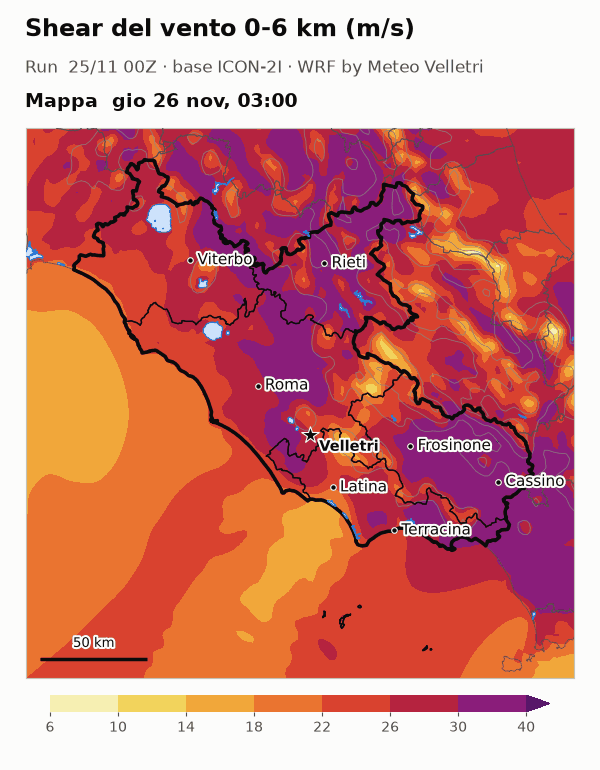 Shear del vento 0-6 km (m/s)
Run  25/11 00Z · base ICON-2I · WRF by Meteo Velletri
Mappa  gio 26 nov, 03:00
Viterbo
Rieti
Roma
Velletri
Frosinone
Cassino
Latina
Terracina
50 km
6 10 14 18 22 26 30 40